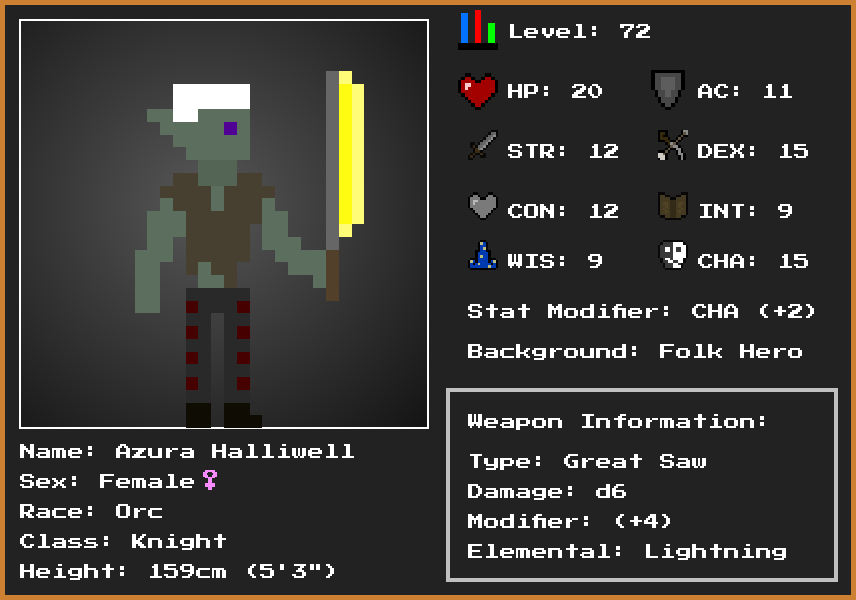 Level: 72
HP: 20 AC: 11
STR: 12 DEX: 15
CON: 12 INT: 9
WIS: 9 CHA: 15
Stat Modifier: CHA (+2)
Background: Folk Hero
Weapon Information:
Type: Great Saw
Damage: d6
Modifier: (+4)
Elemental: Lightning
Name: Azura Halliwell
Sex: Female♀
Race: Orc
Class: Knight
Height: 159cm (5'3")